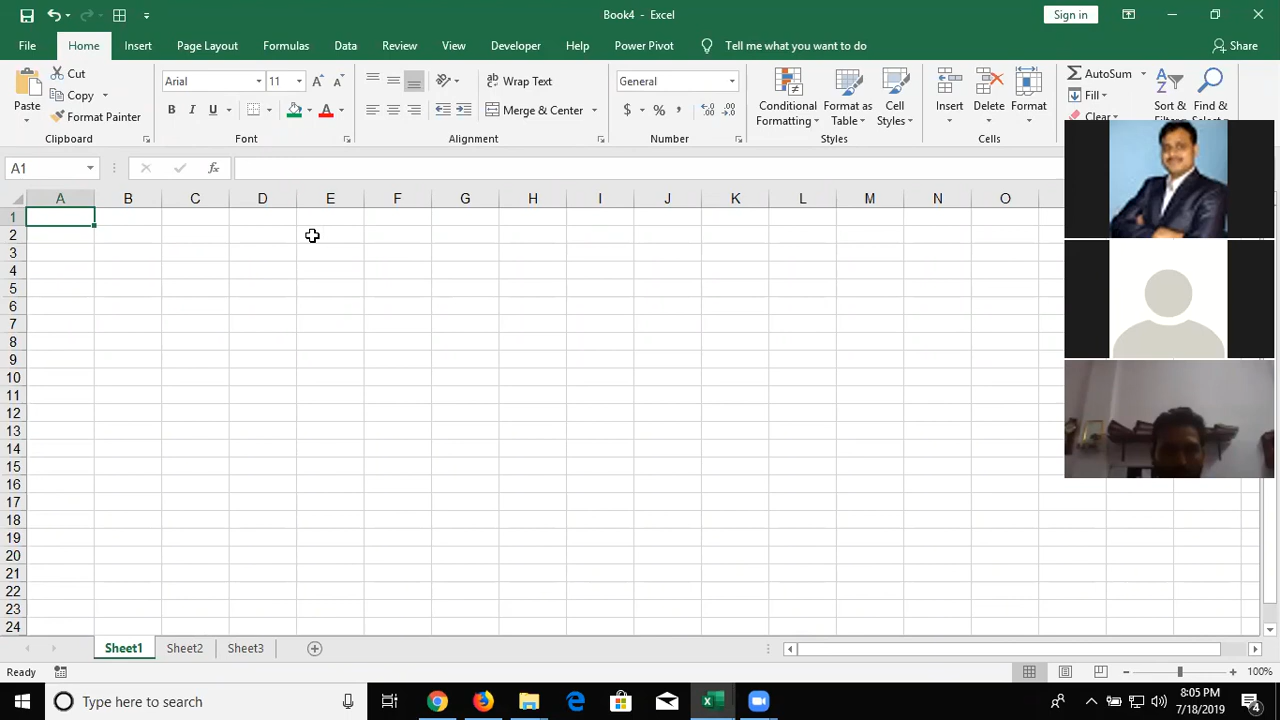 Book4 - Excel
Sign in
File Home Insert Page Layout Formulas Data Review View Developer Help Power Pivot Tell me what you want to do Share
Paste
Cut
Copy
Format Painter
Clipboard
Arial 11
B I U
Font
Wrap Text
Merge & Center
Alignment
General
$ % ,
Number
Conditional Formatting
Format as Table
Cell Styles
Styles
Insert Delete Format
Cells
AutoSum
Fill
Clear
Sort & Filter
Find & Select
A1 fx
A B C D E F G H I J K L M N O
1
2
3
4
5
6
7
8
9
10
11
12
13
14
15
16
17
18
19
20
21
22
23
24
Sheet1 Sheet2 Sheet3
Ready 100%
Type here to search
8:05 PM
7/18/2019
4